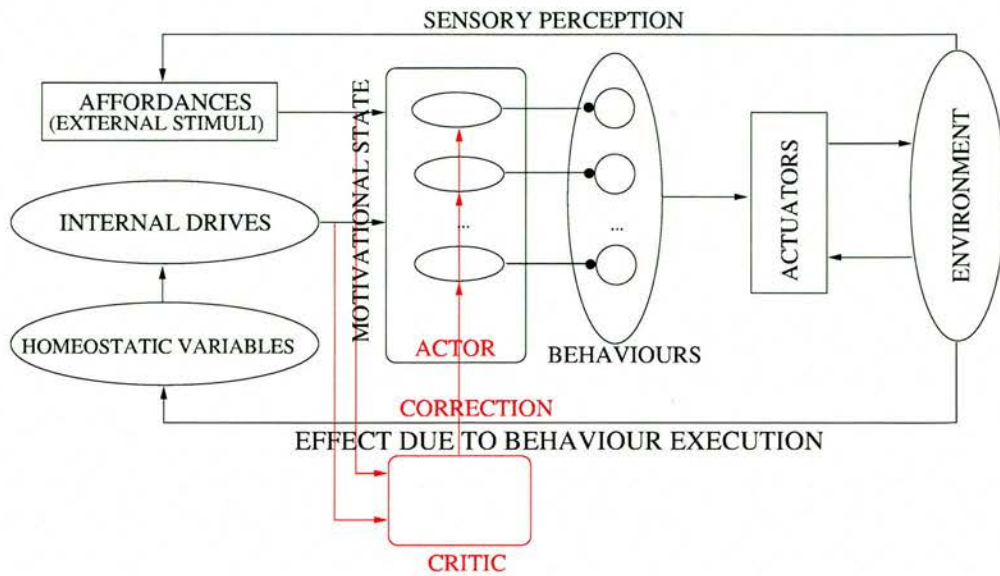 SENSORY PERCEPTION
AFFORDANCES
(EXTERNAL STIMULI)
MOTIVATIONAL STATE
INTERNAL DRIVES
HOMEOSTATIC VARIABLES
...
ACTOR
...
BEHAVIOURS
ACTUATORS
ENVIRONMENT
CORRECTION
EFFECT DUE TO BEHAVIOUR EXECUTION
CRITIC